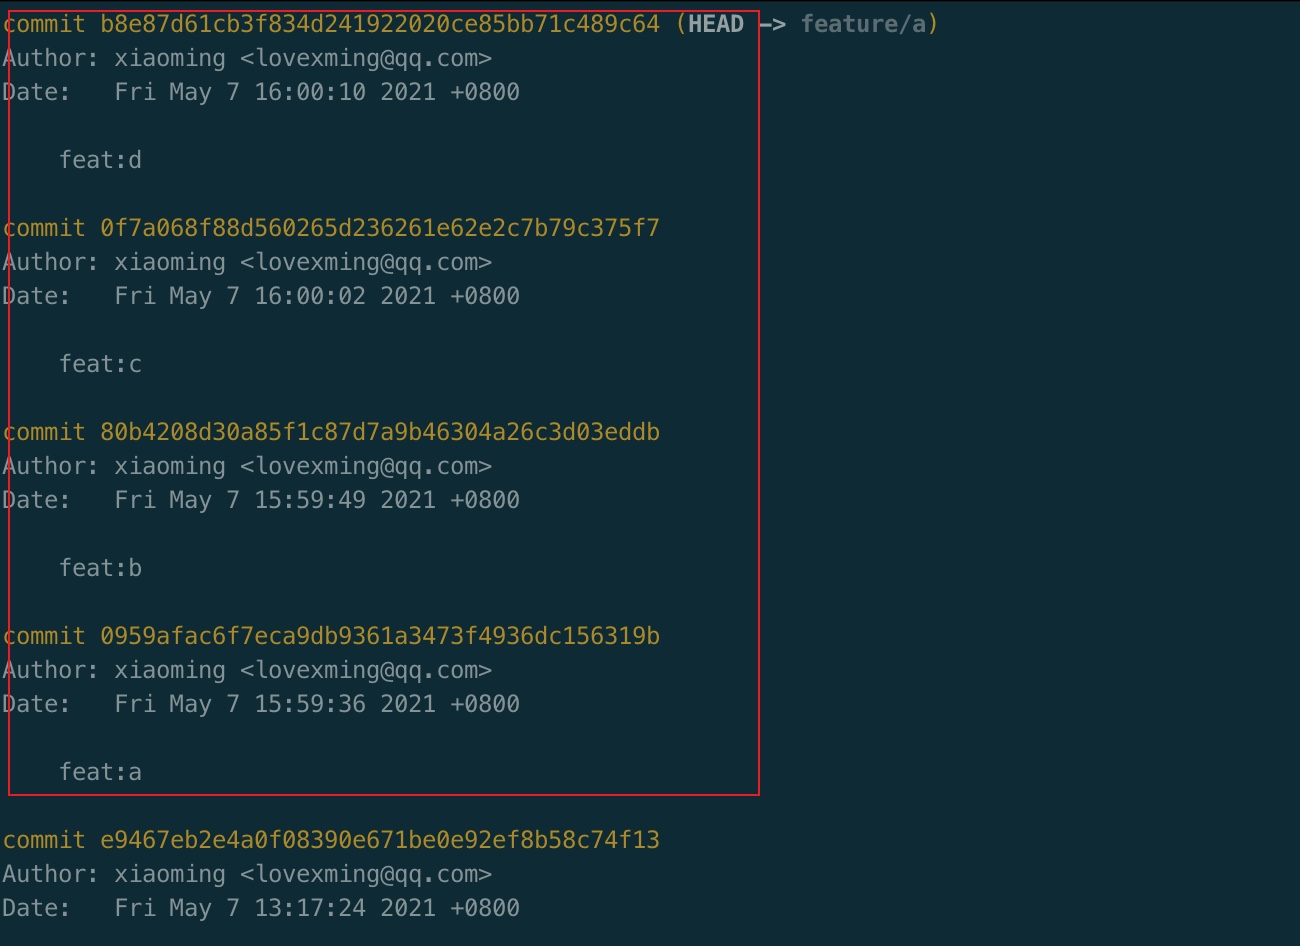 commit b8e87d61cb3f834d241922020ce85bb71c489c64 (HEAD -> feature/a)
Author: xiaoming <lovexming@qq.com>
Date:   Fri May 7 16:00:10 2021 +0800
feat:d
commit 0f7a068f88d560265d236261e62e2c7b79c375f7
Author: xiaoming <lovexming@qq.com>
Date:   Fri May 7 16:00:02 2021 +0800
feat:c
commit 80b4208d30a85f1c87d7a9b46304a26c3d03eddb
Author: xiaoming <lovexming@qq.com>
Date:   Fri May 7 15:59:49 2021 +0800
feat:b
commit 0959afac6f7eca9db9361a3473f4936dc156319b
Author: xiaoming <lovexming@qq.com>
Date:   Fri May 7 15:59:36 2021 +0800
feat:a
commit e9467eb2e4a0f08390e671be0e92ef8b58c74f13
Author: xiaoming <lovexming@qq.com>
Date:   Fri May 7 13:17:24 2021 +0800